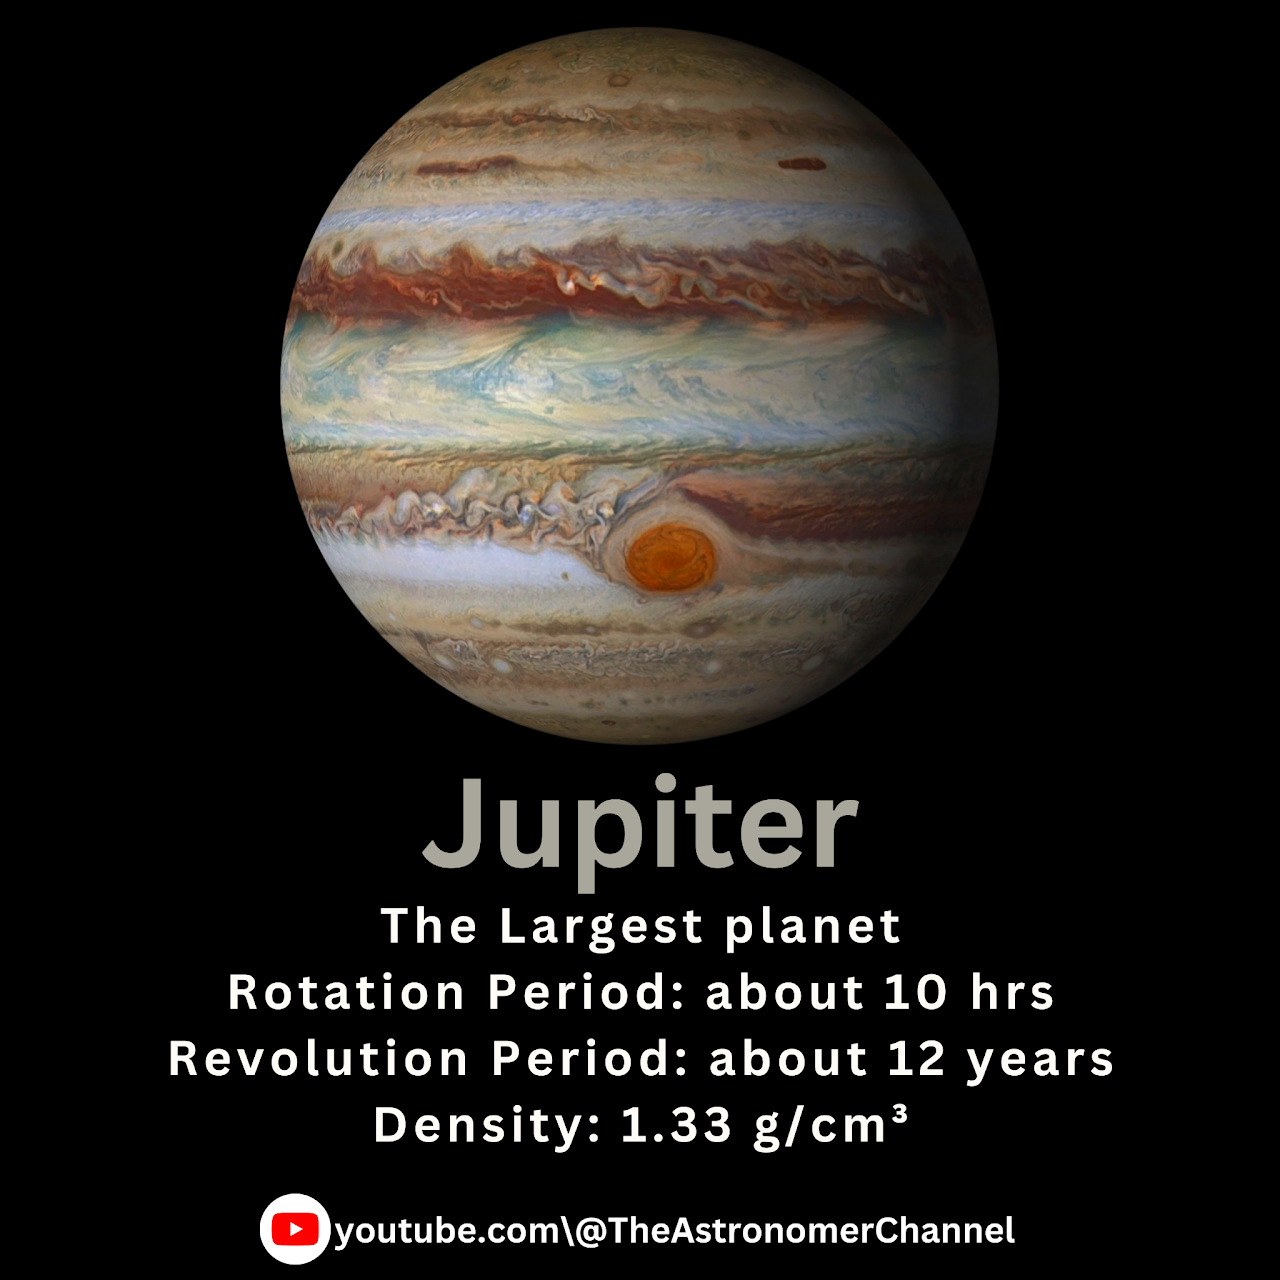 Jupiter
The Largest planet
Rotation Period: about 10 hrs
Revolution Period: about 12 years
Density: 1.33 g/cm³
youtube.com\@TheAstronomerChannel